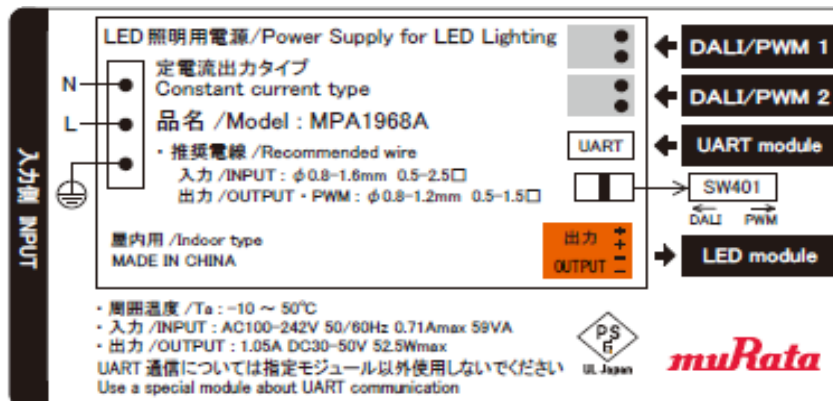 入力側 INPUT
LED 照明用電源/Power Supply for LED Lighting
定電流出力タイプ
Constant current type
品名 /Model : MPA1968A
・推奨電線 /Recommended wire
入力 /INPUT : φ0.8-1.6mm 0.5-2.5□
出力 /OUTPUT・PWM : φ0.8-1.2mm 0.5-1.5□
屋内用 /Indoor type
MADE IN CHINA
N
L
DALI/PWM 1
DALI/PWM 2
UART
UART module
SW401
DALI PWM
出力 + +
OUTPUT − −
LED module
・周囲温度 /Ta : -10 ～ 50℃
・入力 /INPUT : AC100-242V 50/60Hz 0.71Amax 59VA
・出力 /OUTPUT : 1.05A DC30-50V 52.5Wmax
UART 通信については指定モジュール以外使用しないでください
Use a special module about UART communication
PS
E
UL Japan
muRata